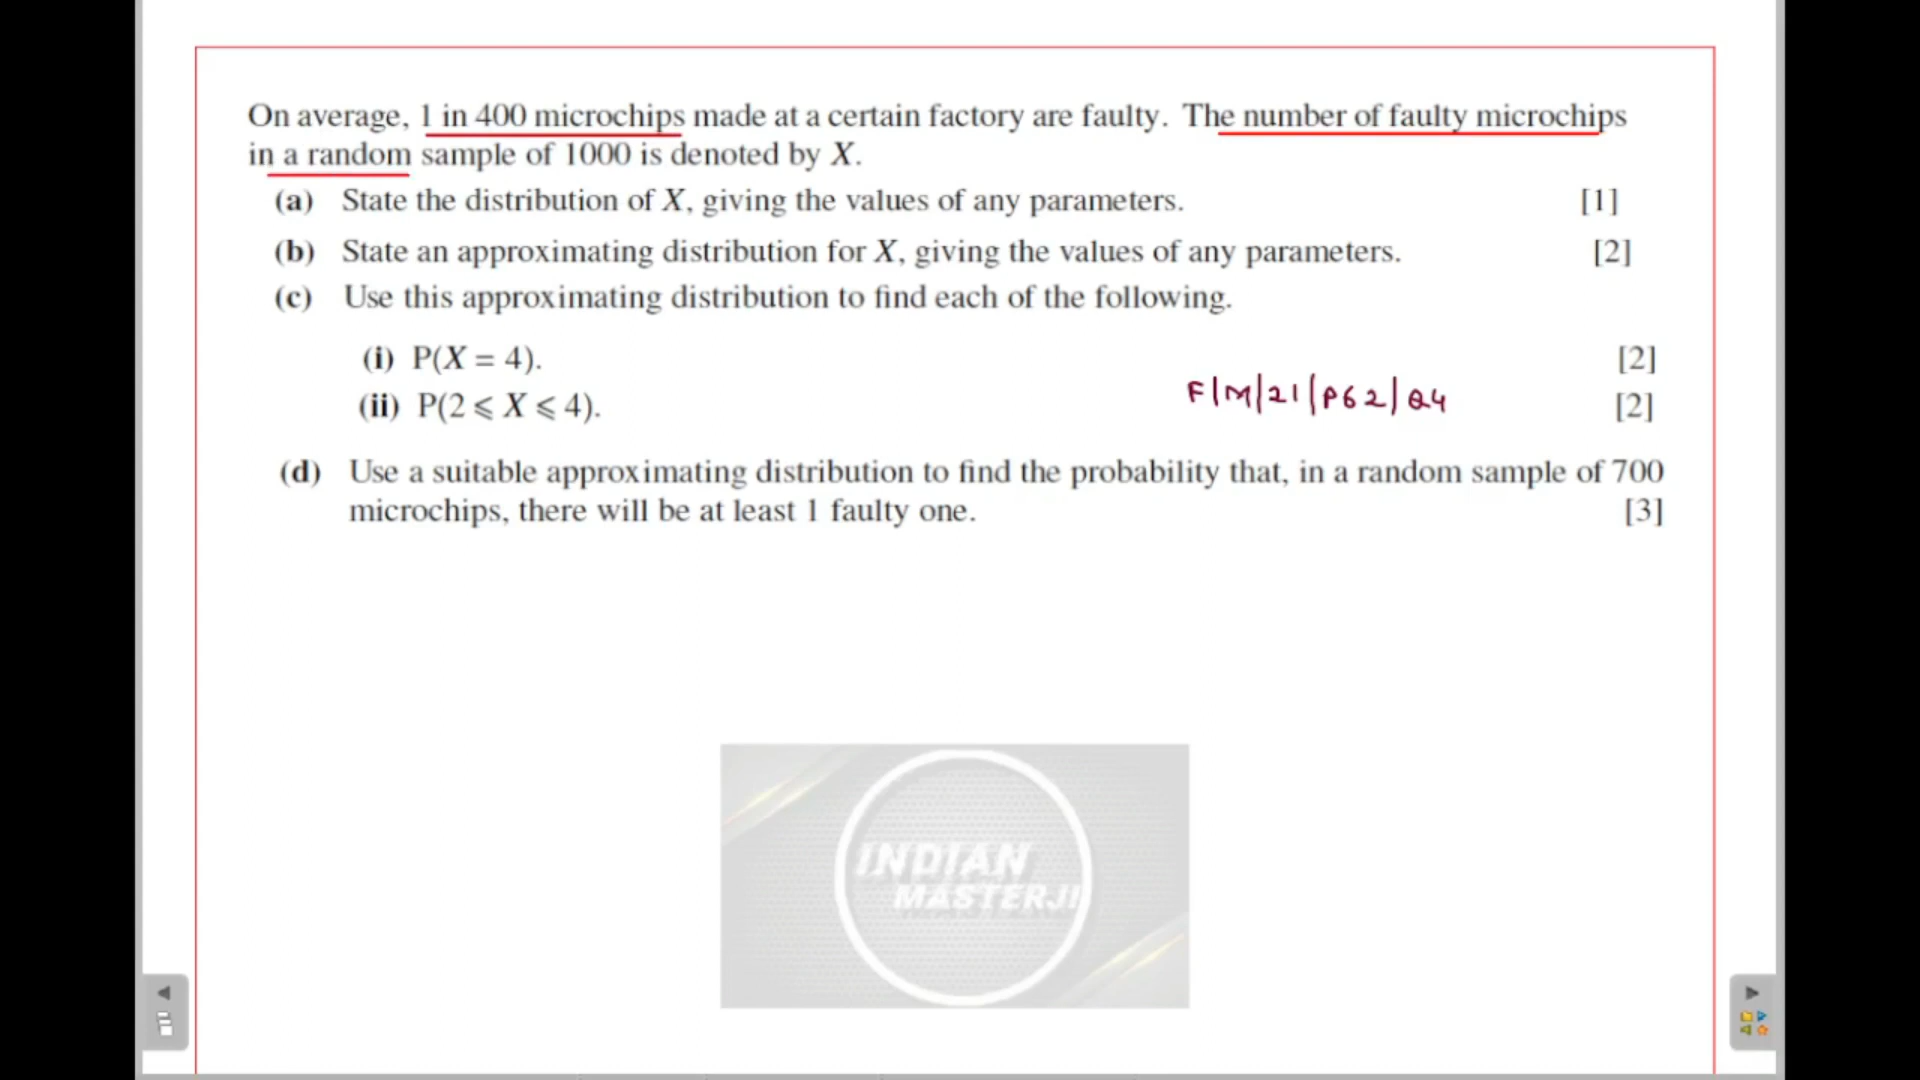 On average, 1 in 400 microchips made at a certain factory are faulty. The number of faulty microchips
in a random sample of 1000 is denoted by X.
(a) State the distribution of X, giving the values of any parameters. [1]
(b) State an approximating distribution for X, giving the values of any parameters. [2]
(c) Use this approximating distribution to find each of the following.
(i) P(X = 4). [2]
F/M/21/P62/Q4
(ii) P(2 ⩽ X ⩽ 4). [2]
(d) Use a suitable approximating distribution to find the probability that, in a random sample of 700
microchips, there will be at least 1 faulty one. [3]
INDIAN
MASTERJI